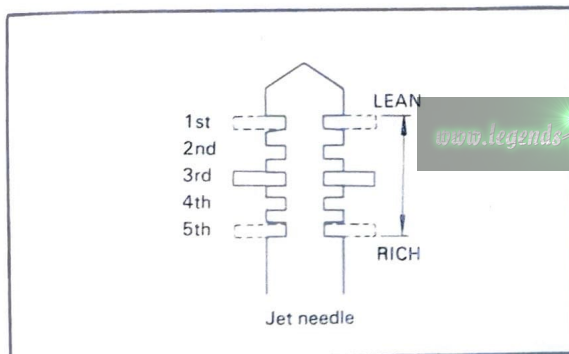 LEAN
1st
2nd
3rd
4th
5th
RICH
Jet needle
www.legends-